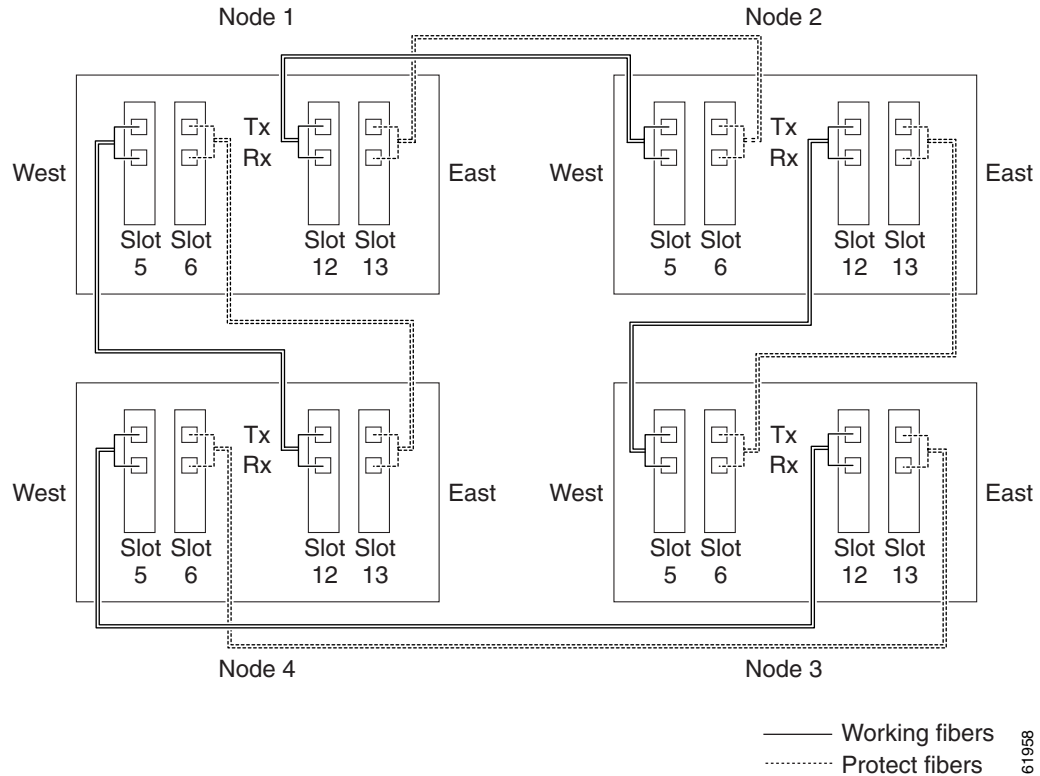 Node 1
Node 2
Tx
Rx
Tx
Rx
West
East
West
East
Slot Slot
5 6
Slot Slot
12 13
Slot Slot
5 6
Slot Slot
12 13
Tx
Rx
Tx
Rx
West
East
West
East
Slot Slot
5 6
Slot Slot
12 13
Slot Slot
5 6
Slot Slot
12 13
Node 4
Node 3
Working fibers
Protect fibers
61958